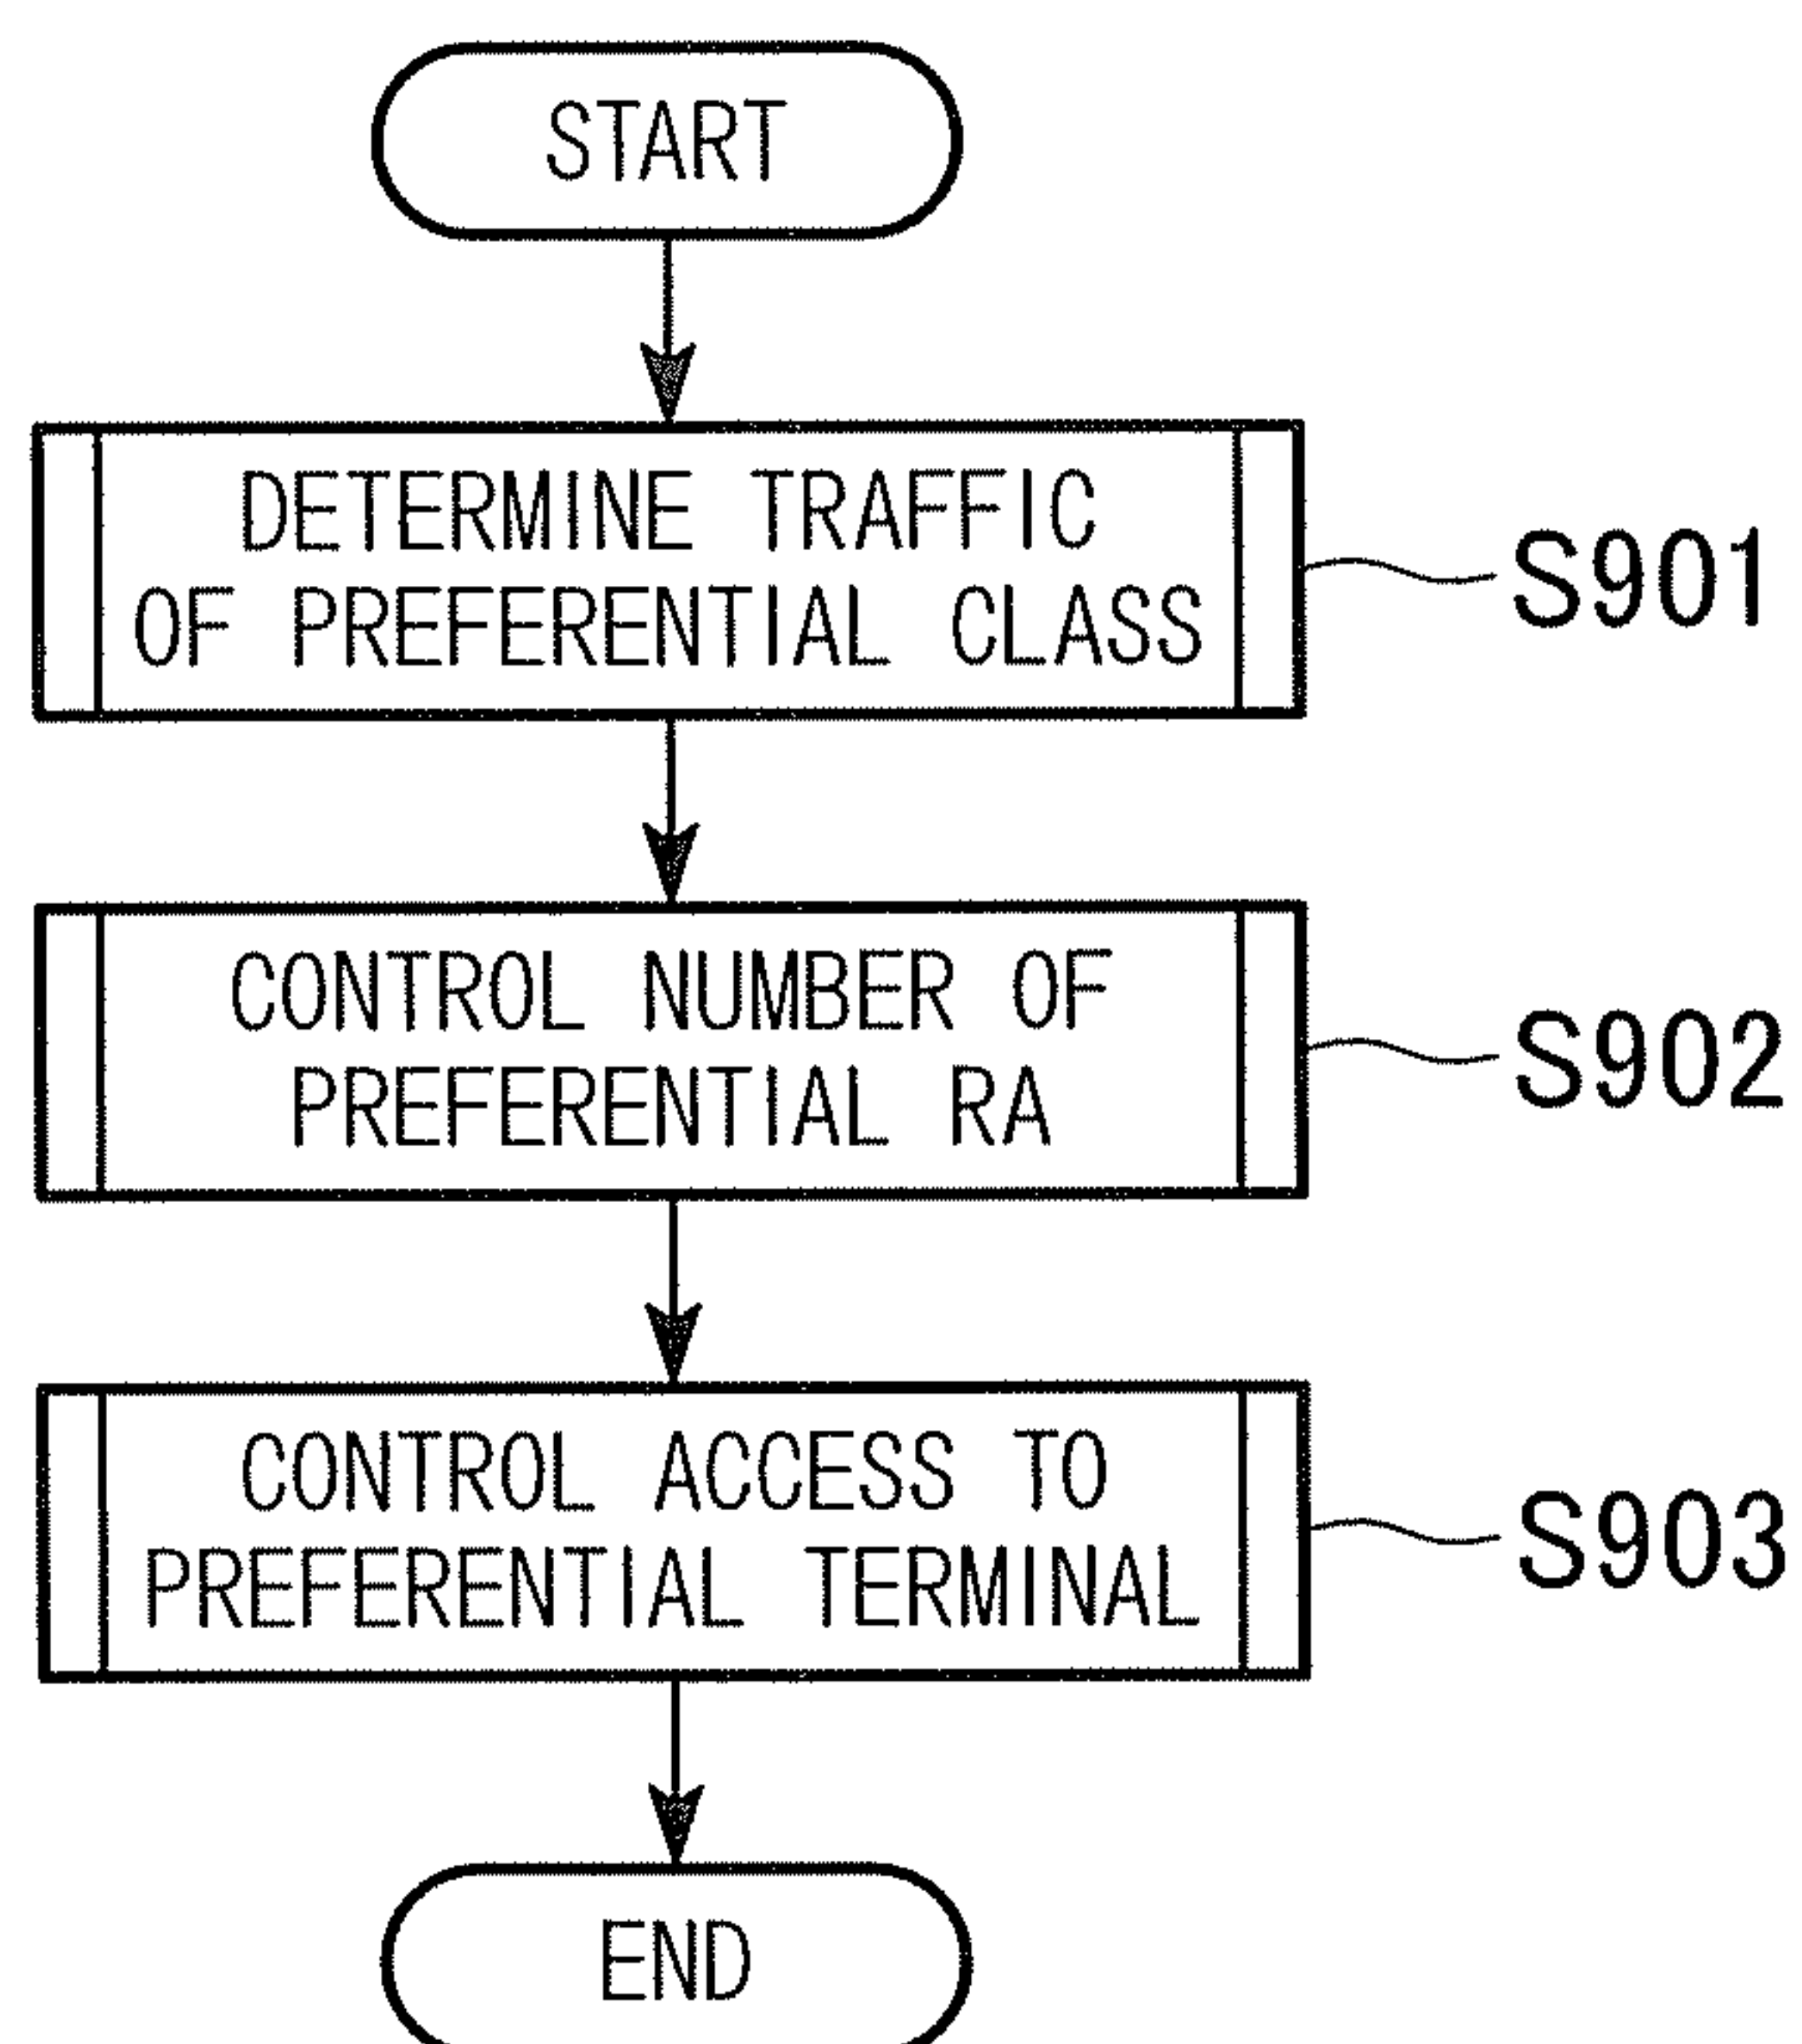 START
DETERMINE TRAFFIC
OF PREFERENTIAL CLASS
S901
CONTROL NUMBER OF
PREFERENTIAL RA
S902
CONTROL ACCESS TO
PREFERENTIAL TERMINAL
S903
END